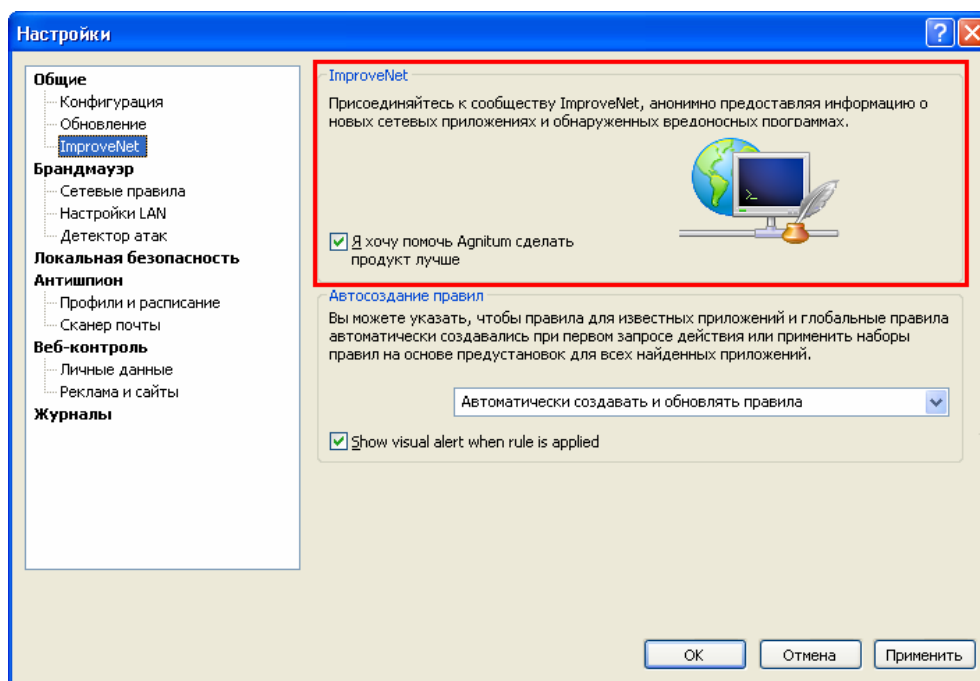 Настройки
Общие
Конфигурация
Обновление
ImproveNet
Брандмауэр
Сетевые правила
Настройки LAN
Детектор атак
Локальная безопасность
Антишпион
Профили и расписание
Сканер почты
Веб-контроль
Личные данные
Реклама и сайты
Журналы
ImproveNet
Присоединяйтесь к сообществу ImproveNet, анонимно предоставляя информацию о
новых сетевых приложениях и обнаруженных вредоносных программах.
>_
Я хочу помочь Agnitum сделать
продукт лучше
Автосоздание правил
Вы можете указать, чтобы правила для известных приложений и глобальные правила
автоматически создавались при первом запросе действия или применить наборы
правил на основе предустановок для всех найденных приложений.
Автоматически создавать и обновлять правила
Show visual alert when rule is applied
OK
Отмена
Применить